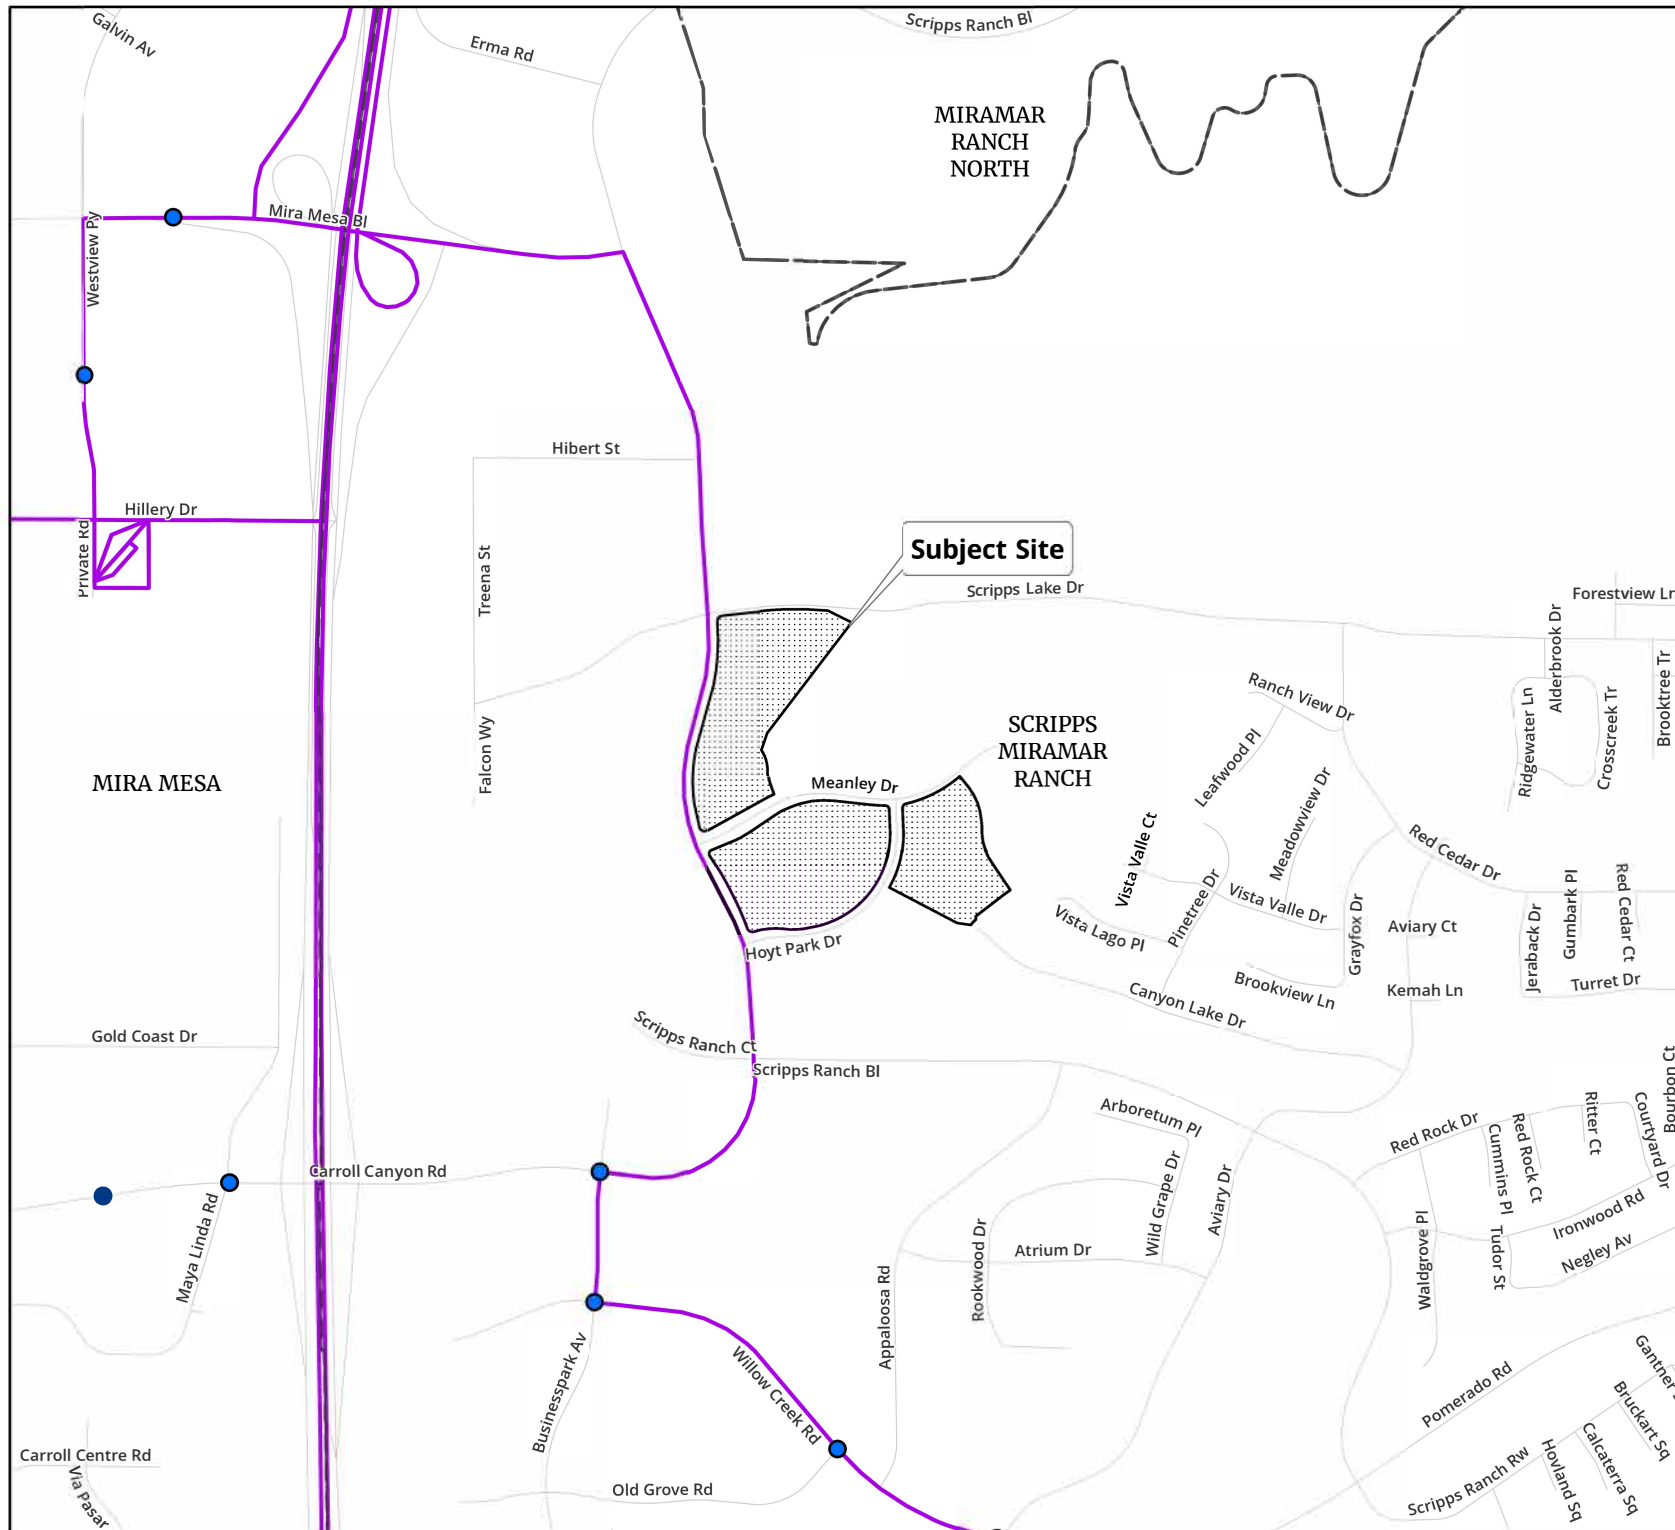 Galvin Av
Erma Rd
Scripps Ranch Bl
MIRAMAR
RANCH
NORTH
Mira Mesa Bl
Westview Py
Hibert St
Hillery Dr
Private Rd
Treena St
Subject Site
Scripps Lake Dr
Forestview Ln
Alderbrook Dr
Brooktree Tr
Ridgewater Ln
Crosscreek Tr
Ranch View Dr
Falcon Wy
SCRIPPS
MIRAMAR
RANCH
Leafwood Pl
MIRA MESA
Meanley Dr
Meadowview Dr
Vista Valle Ct
Red Cedar Dr
Pinetree Dr
Vista Valle Dr
Vista Lago Pl
Grayfox Dr
Aviary Ct
Jeraback Dr
Gumbark Pl
Red Cedar Ct
Hoyt Park Dr
Brookview Ln
Kemah Ln
Turret Dr
Canyon Lake Dr
Gold Coast Dr
Scripps Ranch Ct
Scripps Ranch Bl
Bourbon Ct
Arboretum Pl
Red Rock Dr
Cummins Pl
Red Rock Ct
Ritter Ct
Courtyard Dr
Carroll Canyon Rd
Maya Linda Rd
Wild Grape Dr
Aviary Dr
Ironwood Rd
Negley Av
Tudor St
Waldgrove Pl
Rookwood Dr
Atrium Dr
Appaloosa Rd
Businesspark Av
Willow Creek Rd
Pomerado Rd
Gantner
Bruckart Sq
Calcaterra Sq
Hovland Sq
Scripps Ranch Rw
Carroll Centre Rd
Via Pasar
Old Grove Rd